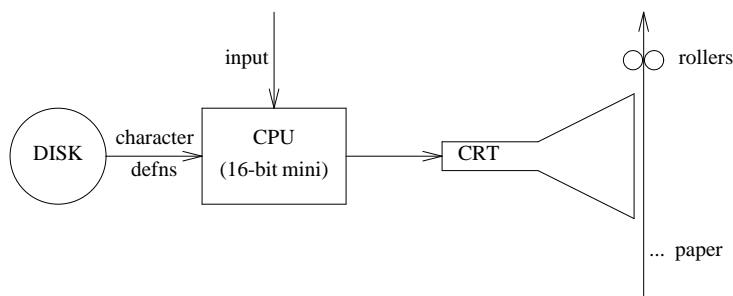 input
rollers
DISK
character
defns
CPU
(16-bit mini)
CRT
... paper